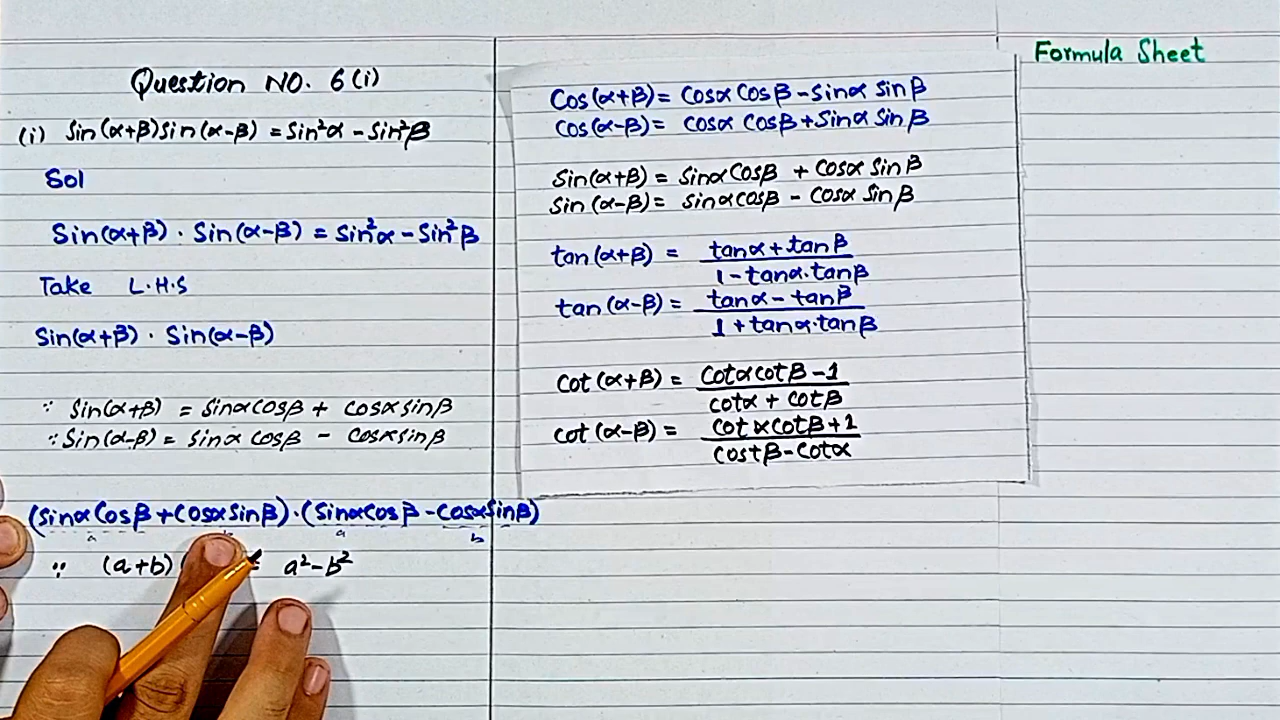 Question NO. 6(i)
(i) Sin(α+β)Sin(α-β) = Sin²α - Sin²β
Sol
Sin(α+β) · Sin(α-β) = Sin²α - Sin²β
Take L.H.S
Sin(α+β) · Sin(α-β)
∵ Sin(α+β) = Sinα cosβ + cosα sinβ
∵ Sin(α-β) = sinα cosβ - cosα sinβ
(Sinα Cosβ + Cosα Sinβ) · (Sinα Cosβ - Cosα Sinβ)
a b a b
∵ (a+b) = a² - b²
Cos(α+β) = Cosα Cosβ - Sinα Sinβ
Cos(α-β) = Cosα Cosβ + Sinα Sinβ
Sin(α+β) = Sinα Cosβ + Cosα Sinβ
Sin(α-β) = Sinα cosβ - Cosα Sinβ
tan(α+β) = tanα + tanβ
1 - tanα · tanβ
tan(α-β) = tanα - tanβ
1 + tanα · tanβ
Cot(α+β) = Cotα cotβ - 1
cotα + cotβ
cot(α-β) = cotα cotβ + 1
costβ - cotα
Formula Sheet